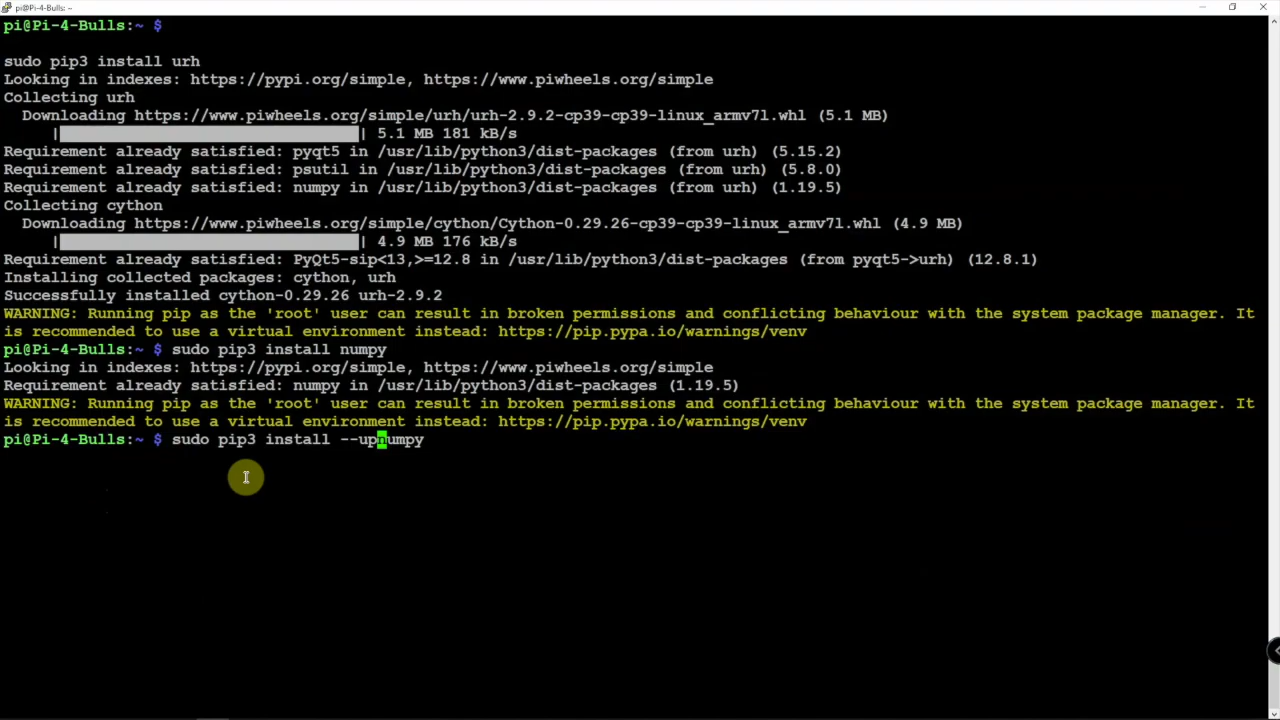 pi@Pi-4-Bulls: ~
pi@Pi-4-Bulls:~ $
sudo pip3 install urh
Looking in indexes: https://pypi.org/simple, https://www.piwheels.org/simple
Collecting urh
Downloading https://www.piwheels.org/simple/urh/urh-2.9.2-cp39-cp39-linux_armv7l.whl (5.1 MB)
| | 5.1 MB 181 kB/s
Requirement already satisfied: pyqt5 in /usr/lib/python3/dist-packages (from urh) (5.15.2)
Requirement already satisfied: psutil in /usr/lib/python3/dist-packages (from urh) (5.8.0)
Requirement already satisfied: numpy in /usr/lib/python3/dist-packages (from urh) (1.19.5)
Collecting cython
Downloading https://www.piwheels.org/simple/cython/Cython-0.29.26-cp39-cp39-linux_armv7l.whl (4.9 MB)
| | 4.9 MB 176 kB/s
Requirement already satisfied: PyQt5-sip<13,>=12.8 in /usr/lib/python3/dist-packages (from pyqt5->urh) (12.8.1)
Installing collected packages: cython, urh
Successfully installed cython-0.29.26 urh-2.9.2
WARNING: Running pip as the 'root' user can result in broken permissions and conflicting behaviour with the system package manager. It
is recommended to use a virtual environment instead: https://pip.pypa.io/warnings/venv
pi@Pi-4-Bulls:~ $ sudo pip3 install numpy
Looking in indexes: https://pypi.org/simple, https://www.piwheels.org/simple
Requirement already satisfied: numpy in /usr/lib/python3/dist-packages (1.19.5)
WARNING: Running pip as the 'root' user can result in broken permissions and conflicting behaviour with the system package manager. It
is recommended to use a virtual environment instead: https://pip.pypa.io/warnings/venv
pi@Pi-4-Bulls:~ $ sudo pip3 install --upnumpy